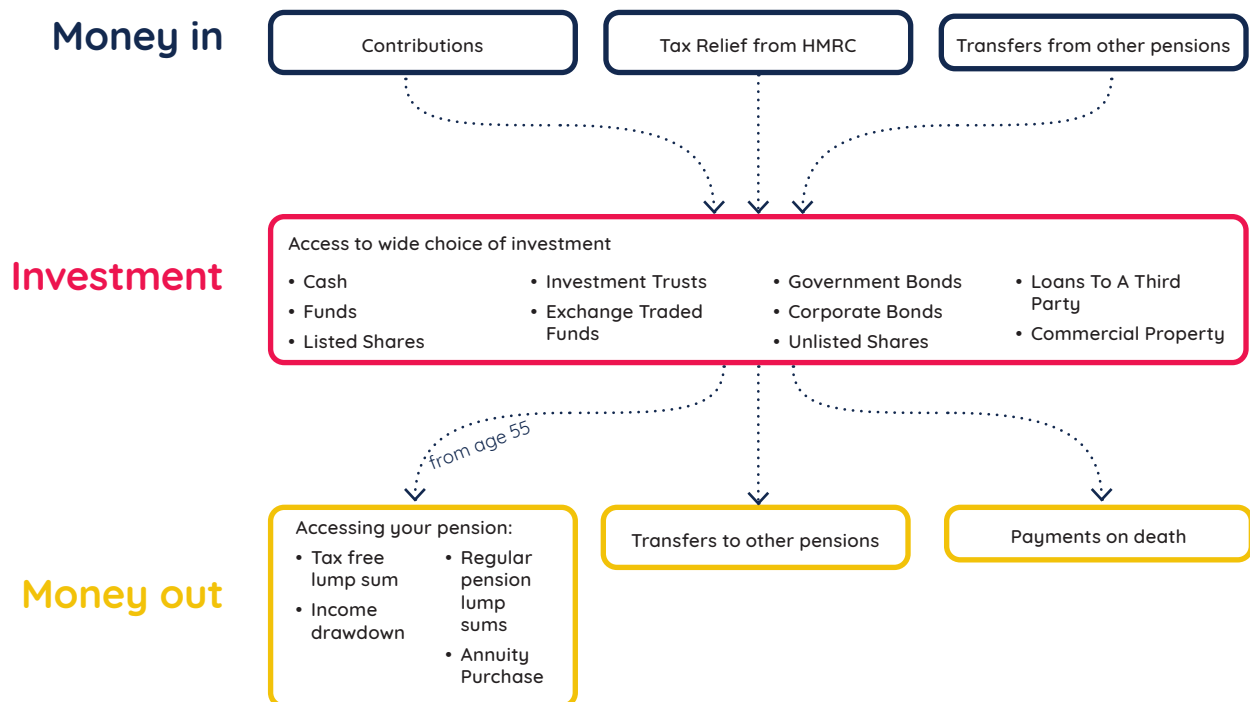 Money in
Contributions
Tax Relief from HMRC
Transfers from other pensions
Investment
Access to wide choice of investment
• Cash
• Funds
• Listed Shares
• Investment Trusts
• Exchange Traded
Funds
• Government Bonds
• Corporate Bonds
• Unlisted Shares
• Loans To A Third
Party
• Commercial Property
from age 55
Money out
Accessing your pension:
• Tax free
lump sum
• Income
drawdown
• Regular
pension
lump
sums
• Annuity
Purchase
Transfers to other pensions
Payments on death